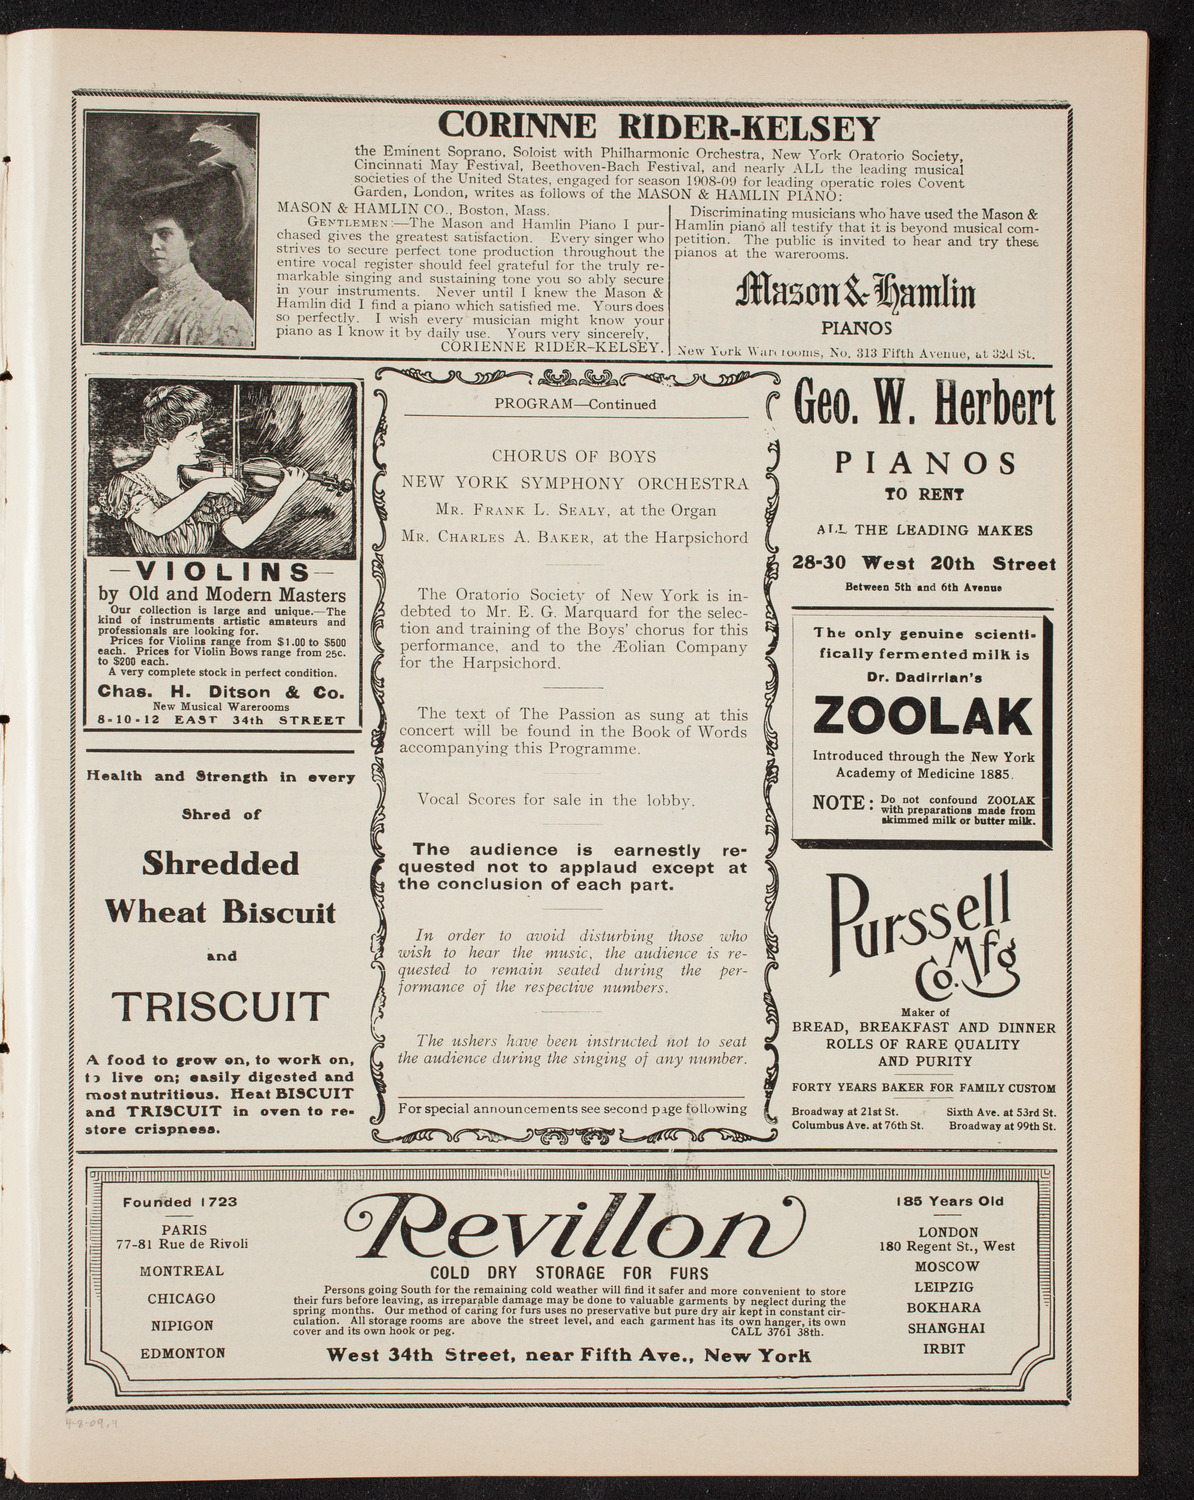 CORINNE RIDER-KELSEY
the Eminent Soprano, Soloist with Philharmonic Orchestra, New York Oratorio Society,
Cincinnati May Festival, Beethoven-Bach Festival, and nearly ALL the leading musical
societies of the United States, engaged for season 1908-09 for leading operatic roles Covent
Garden, London, writes as follows of the MASON & HAMLIN PIANO:
MASON & HAMLIN CO., Boston, Mass.
GENTLEMEN:—The Mason and Hamlin Piano I pur-
chased gives the greatest satisfaction. Every singer who
strives to secure perfect tone production throughout the
entire vocal register should feel grateful for the truly re-
markable singing and sustaining tone you so ably secure
in your instruments. Never until I knew the Mason &
Hamlin did I find a piano which satisfied me. Yours does
so perfectly. I wish every musician might know your
piano as I know it by daily use. Yours very sincerely,
CORIENNE RIDER-KELSEY.
Discriminating musicians who have used the Mason &
Hamlin piano all testify that it is beyond musical com-
petition. The public is invited to hear and try these
pianos at the warerooms.
Mason & Hamlin
PIANOS
New York Warerooms, No. 313 Fifth Avenue, at 32d St.
—VIOLINS—
by Old and Modern Masters
Our collection is large and unique.—The
kind of instruments artistic amateurs and
professionals are looking for.
Prices for Violins range from $1.00 to $600
each. Prices for Violin Bows range from 25c.
to $200 each.
A very complete stock in perfect condition.
Chas. H. Ditson & Co.
New Musical Warerooms
8-10-12 EAST 34th STREET
Health and Strength in every
Shred of
Shredded
Wheat Biscuit
and
TRISCUIT
A food to grow on, to work on,
to live on; easily digested and
most nutritious. Heat BISCUIT
and TRISCUIT in oven to re-
store crispness.
PROGRAM—Continued
CHORUS OF BOYS
NEW YORK SYMPHONY ORCHESTRA
MR. FRANK L. SEALY, at the Organ
MR. CHARLES A. BAKER, at the Harpsichord
The Oratorio Society of New York is in-
debted to Mr. E. G. Marquard for the selec-
tion and training of the Boys' chorus for this
performance, and to the Æolian Company
for the Harpsichord.
The text of The Passion as sung at this
concert will be found in the Book of Words
accompanying this Programme.
Vocal Scores for sale in the lobby.
The audience is earnestly re-
quested not to applaud except at
the conclusion of each part.
In order to avoid disturbing those who
wish to hear the music, the audience is re-
quested to remain seated during the per-
formance of the respective numbers.
The ushers have been instructed not to seat
the audience during the singing of any number.
For special announcements see second page following
Geo. W. Herbert
PIANOS
TO RENT
ALL THE LEADING MAKES
28-30 West 20th Street
Between 5th and 6th Avenue
The only genuine scienti-
fically fermented milk is
Dr. Dadirrian's
ZOOLAK
Introduced through the New York
Academy of Medicine 1885.
NOTE: Do not confound ZOOLAK
with preparations made from
skimmed milk or butter milk.
Purssell
Mfg
Co.
Maker of
BREAD, BREAKFAST AND DINNER
ROLLS OF RARE QUALITY
AND PURITY
FORTY YEARS BAKER FOR FAMILY CUSTOM
Broadway at 21st St. Sixth Ave. at 53rd St.
Columbus Ave. at 76th St. Broadway at 99th St.
Founded 1723
PARIS
77-81 Rue de Rivoli
MONTREAL
CHICAGO
NIPIGON
EDMONTON
Revillon
COLD DRY STORAGE FOR FURS
Persons going South for the remaining cold weather will find it safer and more convenient to store
their furs before leaving, as irreparable damage may be done to valuable garments by neglect during the
spring months. Our method of caring for furs uses no preservative but pure dry air kept in constant cir-
culation. All storage rooms are above the street level, and each garment has its own hanger, its own
cover and its own hook or peg. CALL 3761 38th.
West 34th Street, near Fifth Ave., New York
185 Years Old
LONDON
180 Regent St., West
MOSCOW
LEIPZIG
BOKHARA
SHANGHAI
IRBIT
4-8-09.4